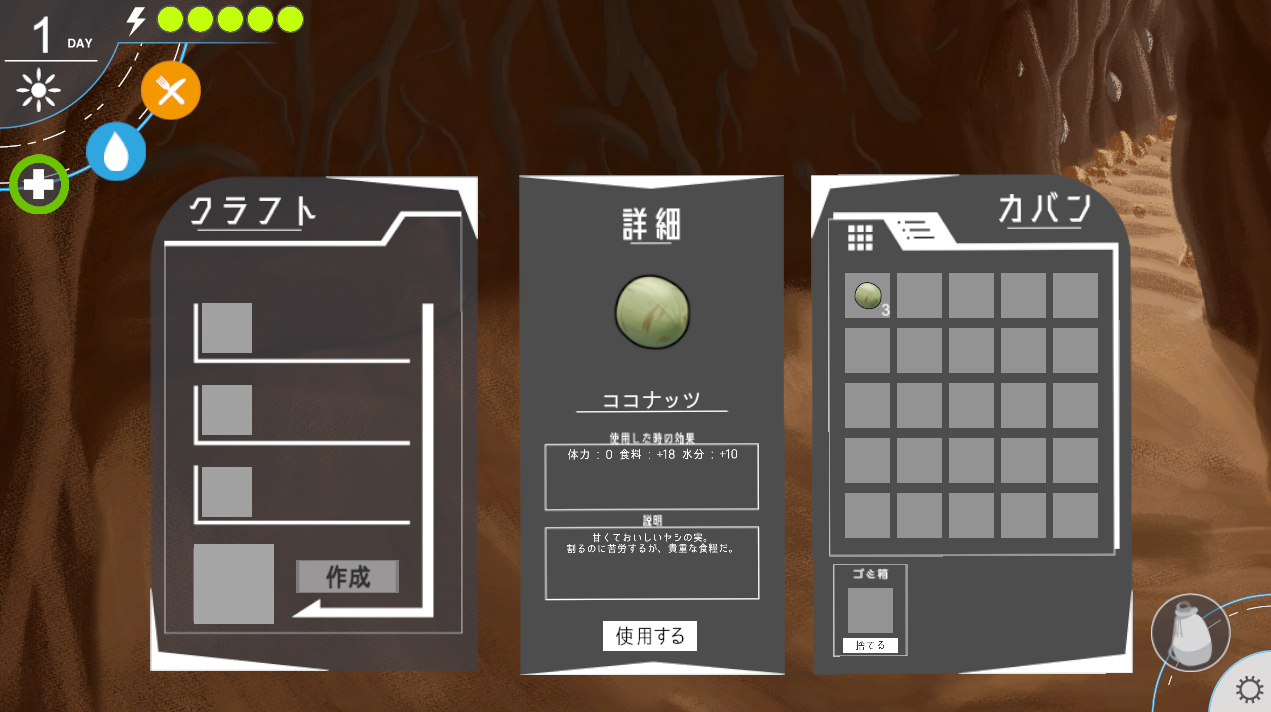 1 DAY
クラフト
作成
詳細
ココナッツ
使用した時の効果
体力：0 食料：+18 水分：+10
説明
甘くておいしいヤシの実。
割るのに苦労するが、貴重な食糧だ。
使用する
カバン
3
ゴミ箱
捨てる